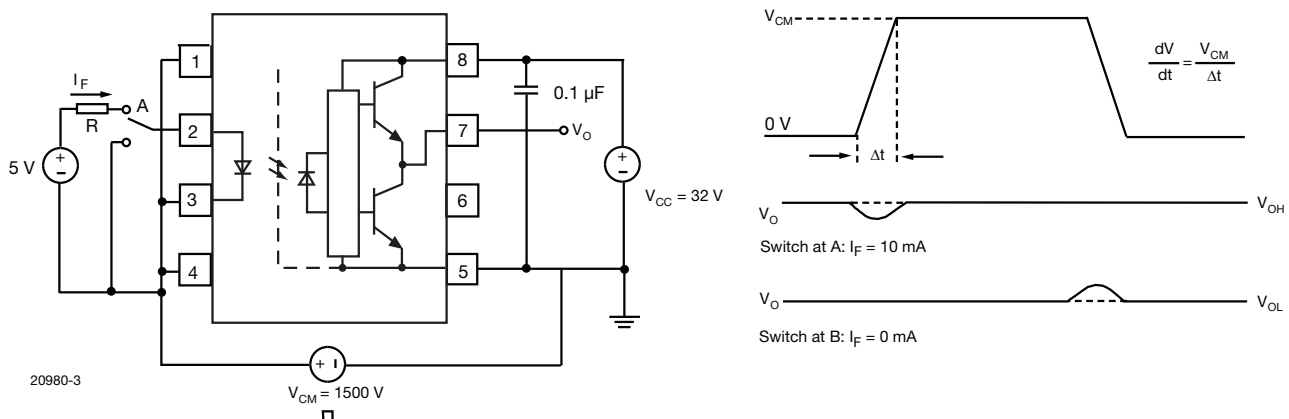 I_F
A
R
5 V
+
-
1
2
3
4
8
7
6
5
0.1 µF
V_O
+
-
V_CC = 32 V
+ -
V_CM = 1500 V
20980-3
V_CM
dV/dt = V_CM/Δt
0 V
Δt
V_O
V_OH
Switch at A: I_F = 10 mA
V_O
V_OL
Switch at B: I_F = 0 mA